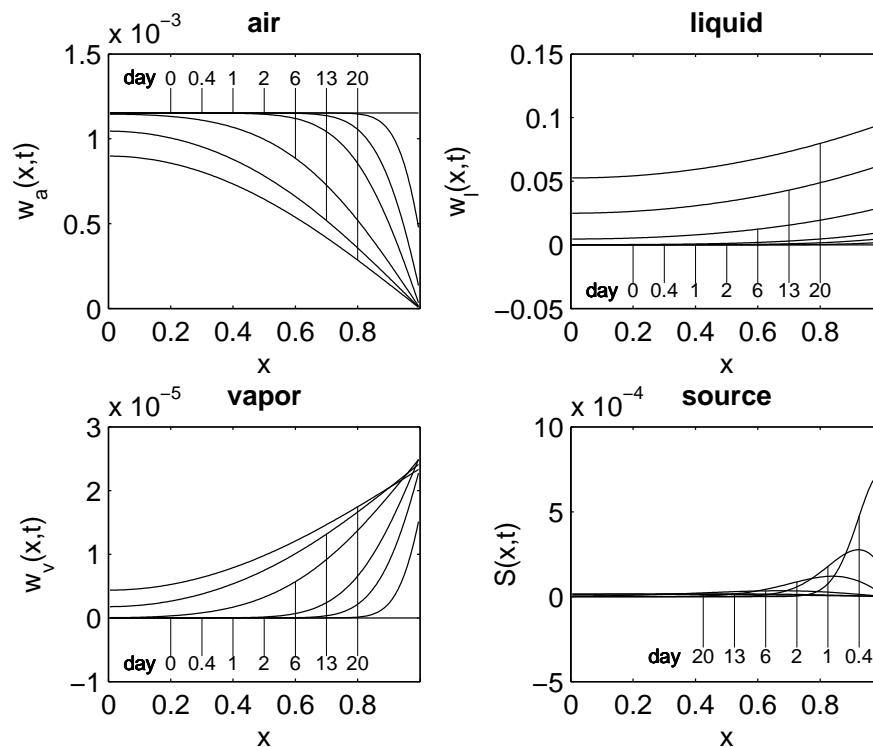 air
x 10−3
day 0 0.4 1 2 6 13 20
1.5
1
0.5
0
wa(x,t)
0 0.2 0.4 0.6 0.8
x
liquid
0.15
0.1
0.05
0
−0.05
wl(x,t)
day 0 0.4 1 2 6 13 20
0 0.2 0.4 0.6 0.8
x
vapor
x 10−5
3
2
1
0
−1
wv(x,t)
day 0 0.4 1 2 6 13 20
0 0.2 0.4 0.6 0.8
x
source
x 10−4
10
5
0
−5
S(x,t)
day 20 13 6 2 1 0.4
0 0.2 0.4 0.6 0.8
x